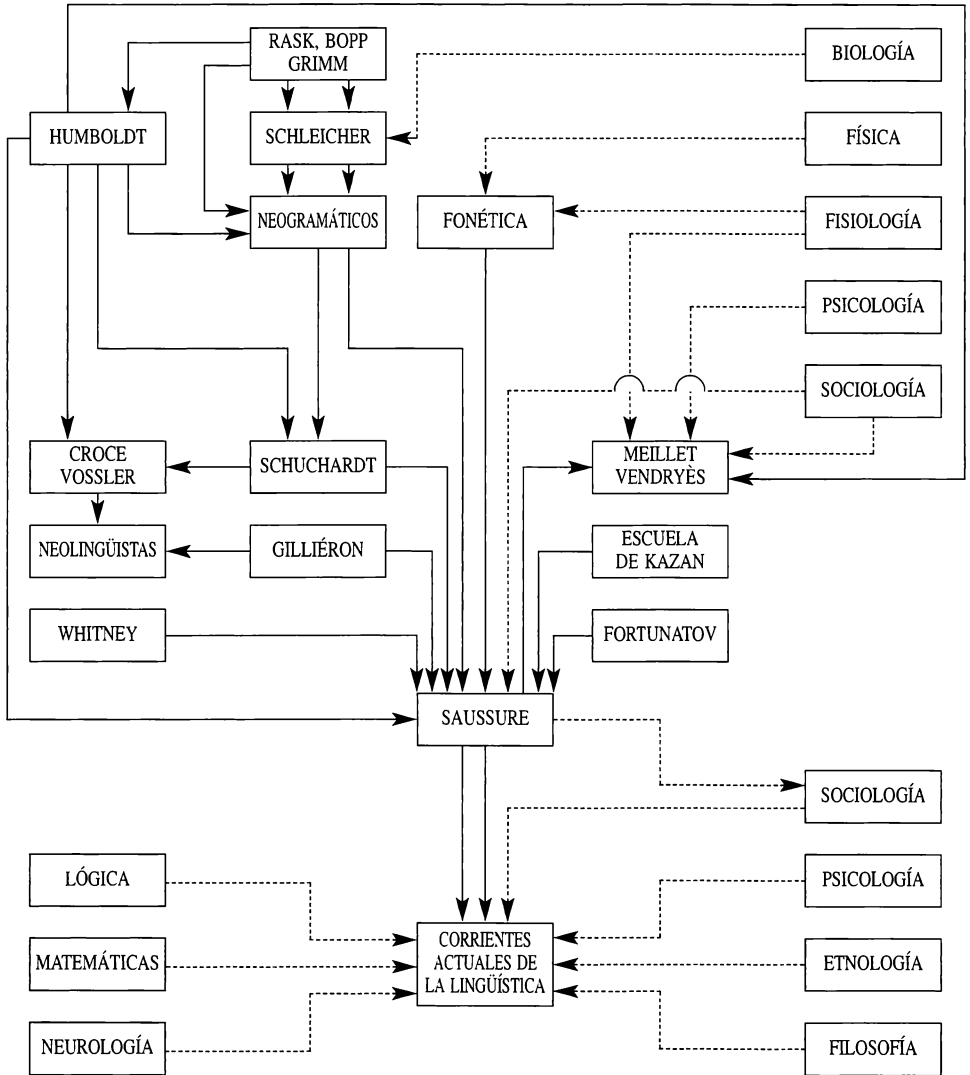 RASK, BOPP
GRIMM
BIOLOGÍA
HUMBOLDT
SCHLEICHER
FÍSICA
NEOGRAMÁTICOS
FONÉTICA
FISIOLOGÍA
PSICOLOGÍA
SOCIOLOGÍA
CROCE
VOSSLER
SCHUCHARDT
MEILLET
VENDRYÈS
NEOLINGÜISTAS
GILLIÉRON
ESCUELA
DE KAZAN
WHITNEY
FORTUNATOV
SAUSSURE
SOCIOLOGÍA
LÓGICA
PSICOLOGÍA
CORRIENTES
ACTUALES DE
LA LINGÜÍSTICA
MATEMÁTICAS
ETNOLOGÍA
NEUROLOGÍA
FILOSOFÍA